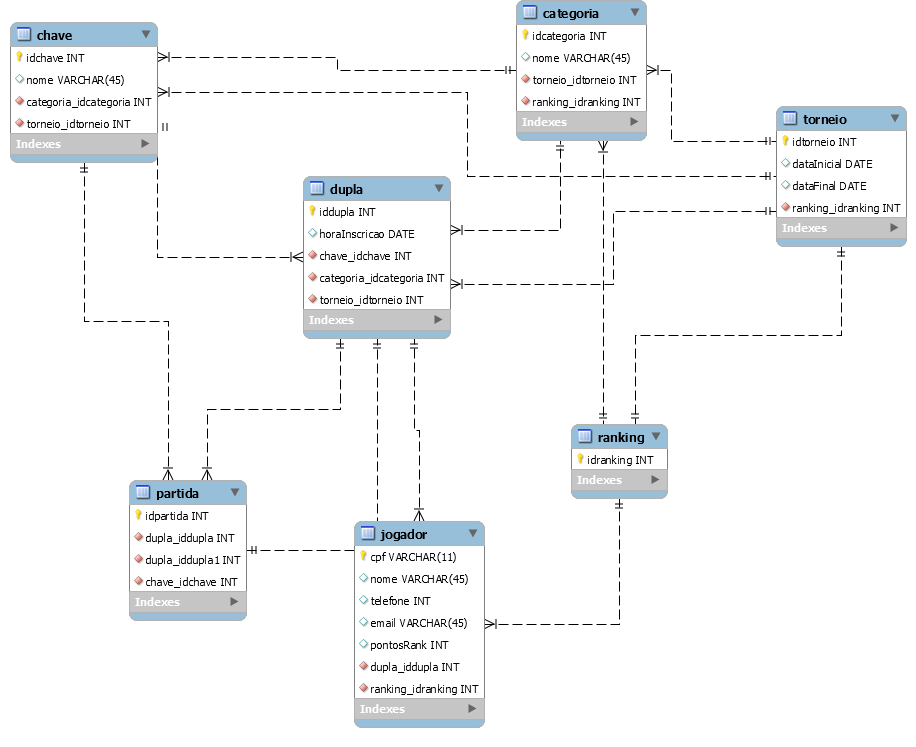 chave
idchave INT
nome VARCHAR(45)
categoria_idcategoria INT
torneio_idtorneio INT
Indexes
categoria
idcategoria INT
nome VARCHAR(45)
torneio_idtorneio INT
ranking_idranking INT
Indexes
torneio
idtorneio INT
dataInicial DATE
dataFinal DATE
ranking_idranking INT
Indexes
dupla
iddupla INT
horaInscricao DATE
chave_idchave INT
categoria_idcategoria INT
torneio_idtorneio INT
Indexes
ranking
idranking INT
Indexes
partida
idpartida INT
dupla_iddupla INT
dupla_iddupla1 INT
chave_idchave INT
Indexes
jogador
cpf VARCHAR(11)
nome VARCHAR(45)
telefone INT
email VARCHAR(45)
pontosRank INT
dupla_iddupla INT
ranking_idranking INT
Indexes